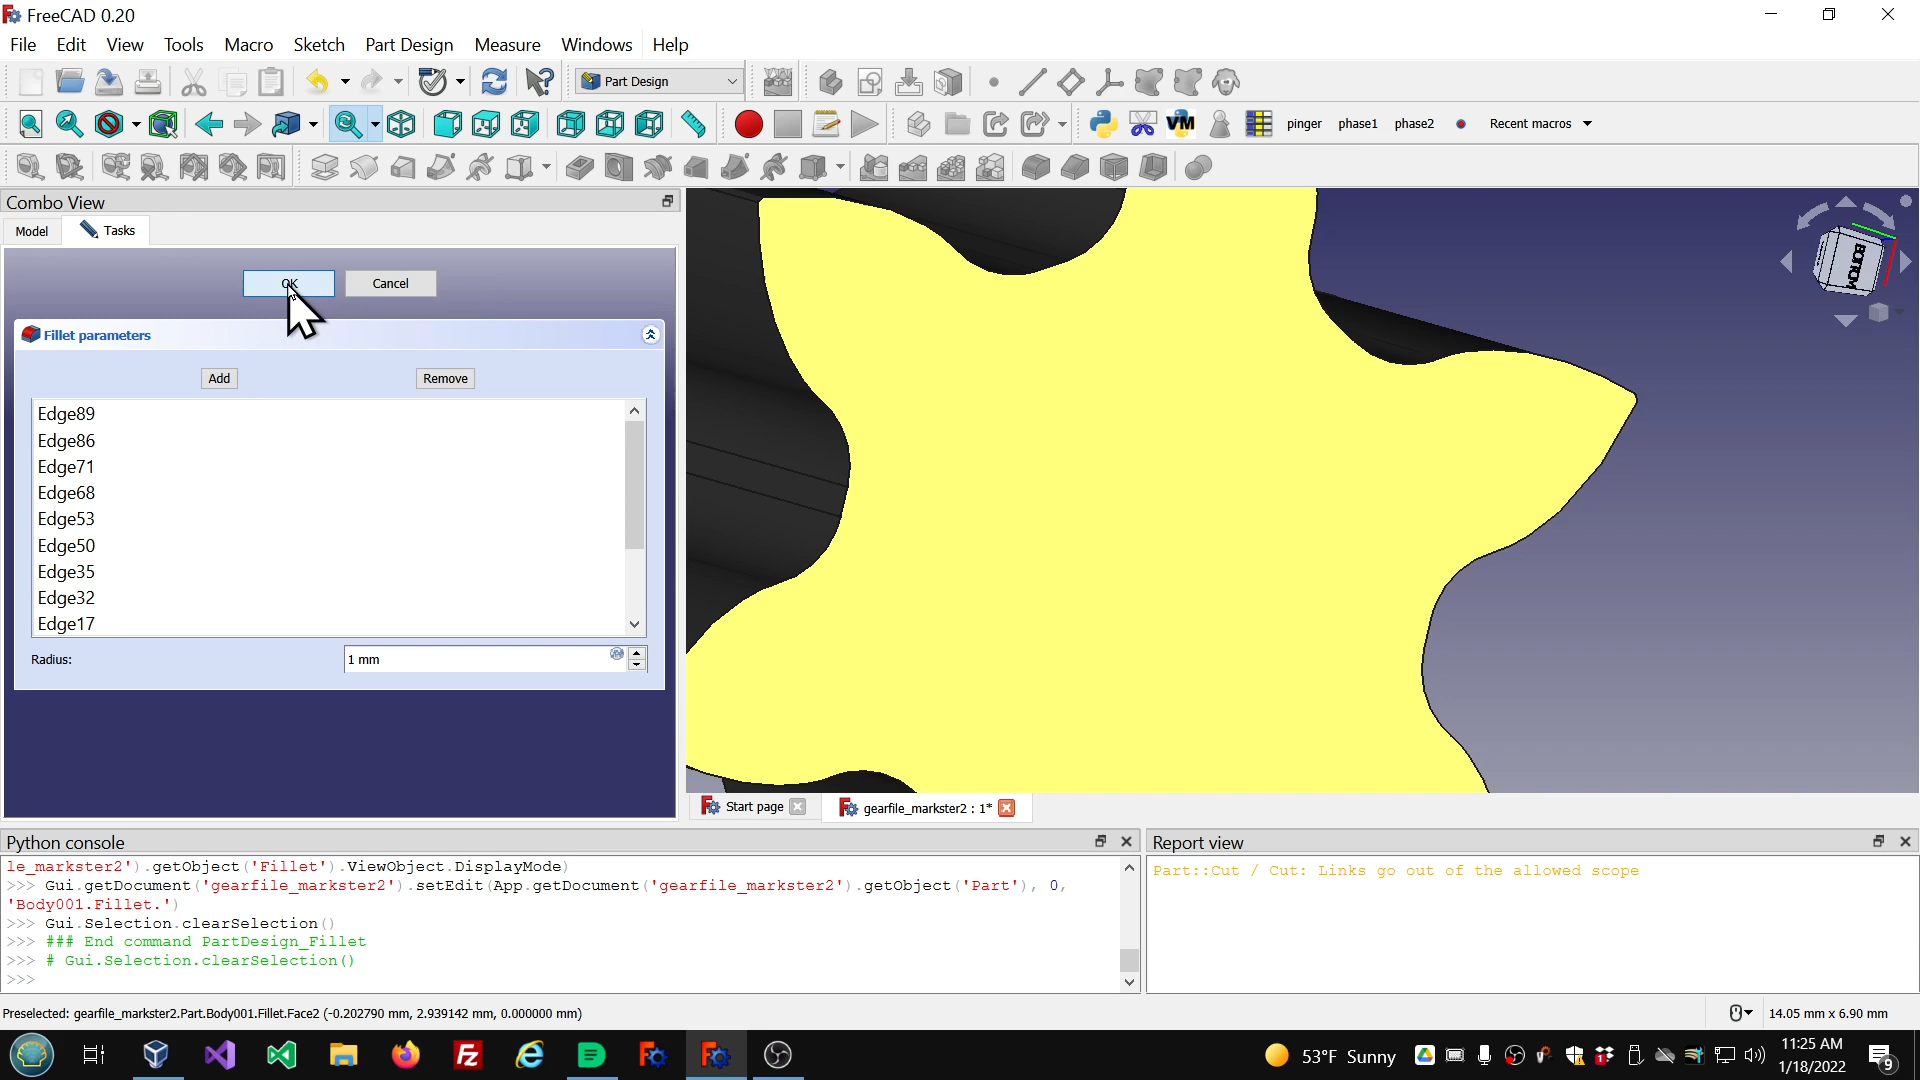 FreeCAD 0.20
File Edit View Tools Macro Sketch Part Design Measure Windows Help
Part Design
VM pinger phase1 phase2 Recent macros
Combo View
Model Tasks
OK Cancel
Fillet parameters
Add Remove
Edge89
Edge86
Edge71
Edge68
Edge53
Edge50
Edge35
Edge32
Edge17
Radius: 1 mm
BOTTOM
Start page gearfile_markster2 : 1*
Python console
le_markster2').getObject('Fillet').ViewObject.DisplayMode)
>>> Gui.getDocument('gearfile_markster2').setEdit(App.getDocument('gearfile_markster2').getObject('Part'), 0,
'Body001.Fillet.')
>>> Gui.Selection.clearSelection()
>>> ### End command PartDesign_Fillet
>>> # Gui.Selection.clearSelection()
>>>
Report view
Part::Cut / Cut: Links go out of the allowed scope
Preselected: gearfile_markster2.Part.Body001.Fillet.Face2 (-0.202790 mm, 2.939142 mm, 0.000000 mm)
14.05 mm x 6.90 mm
53°F Sunny
11:25 AM
1/18/2022
9